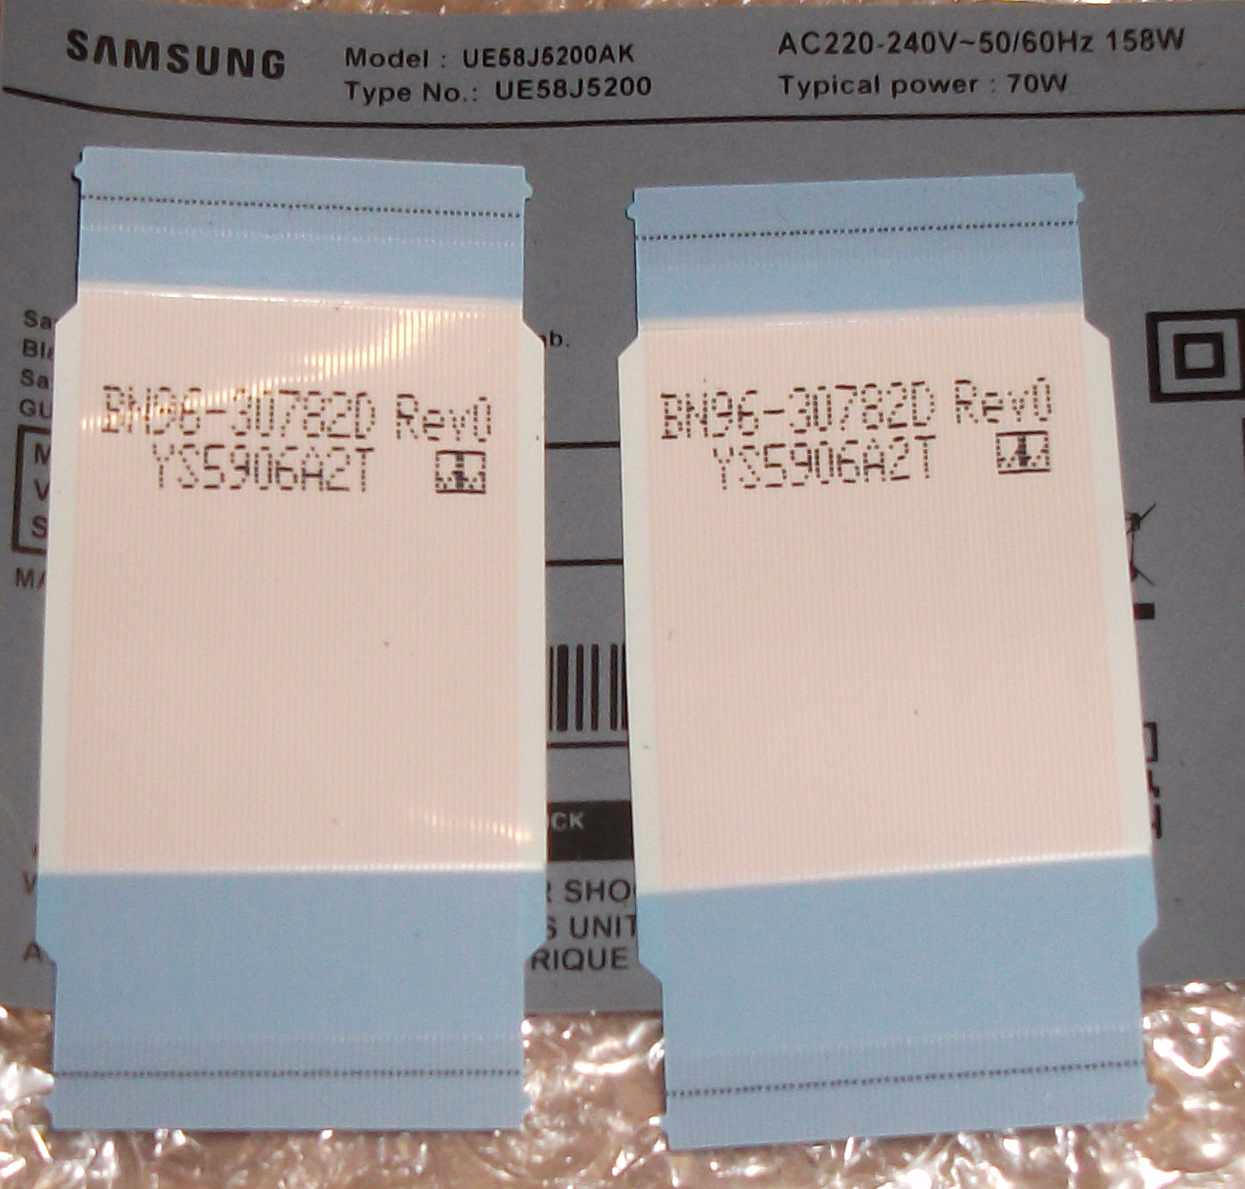 SAMSUNG
Model : UE58J5200AK
Type No.: UE58J5200
AC220-240V~50/60Hz 158W
Typical power : 70W
BN96-30782D Rev0
YS5906A2T
BN96-30782D Rev0
YS5906A2T
RIQUE